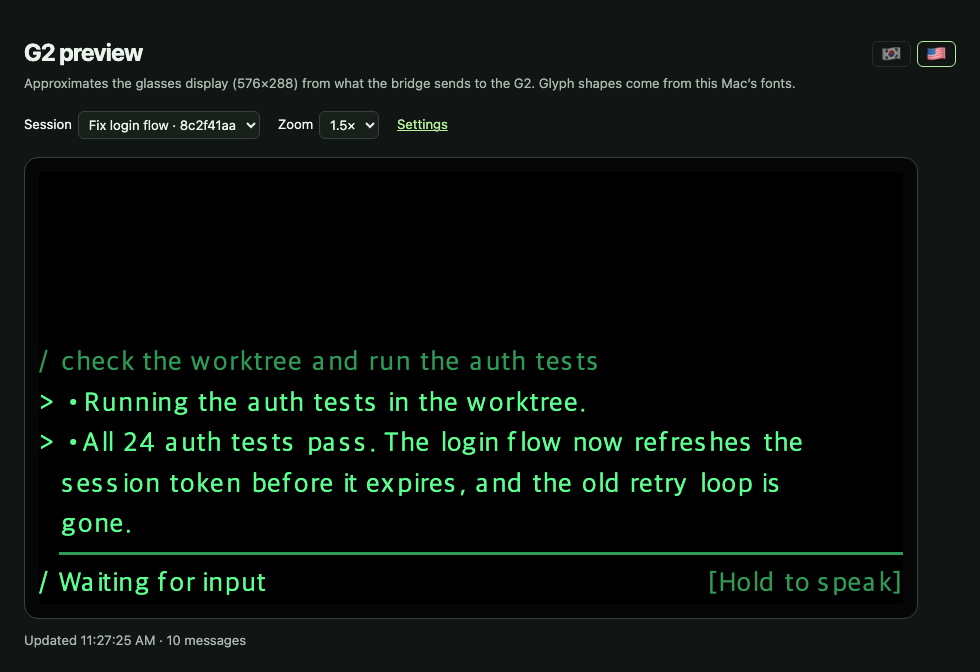 G2 preview
Approximates the glasses display (576×288) from what the bridge sends to the G2. Glyph shapes come from this Mac's fonts.
Session Fix login flow · 8c2f41aa Zoom 1.5× Settings
/ check the worktree and run the auth tests
> •Running the auth tests in the worktree.
> •All 24 auth tests pass. The login flow now refreshes the
session token before it expires, and the old retry loop is
gone.
/ Waiting for input [Hold to speak]
Updated 11:27:25 AM · 10 messages